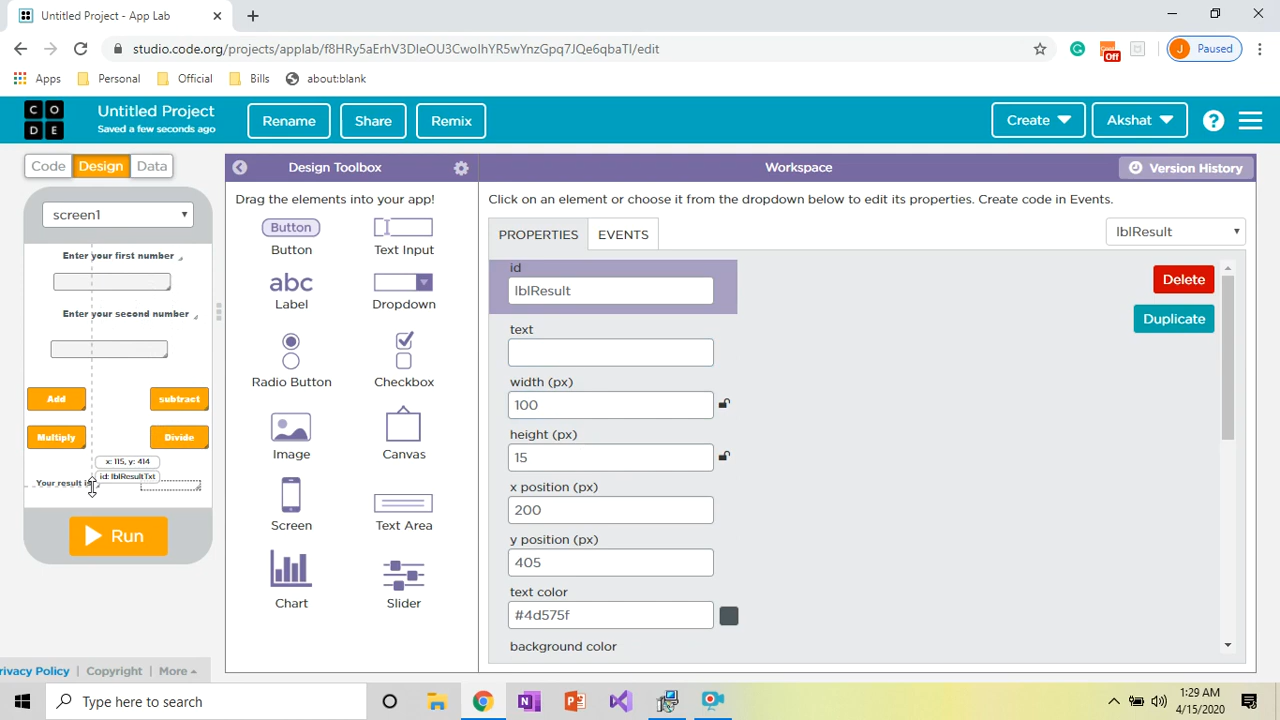 Untitled Project - App Lab
studio.code.org/projects/applab/f8HRy5aErhV3DIeOU3CwoIhYR5wYnzGpq7JQe6qbaTI/edit
Off
J Paused
Apps Personal Official Bills about:blank
CODE
Untitled Project
Saved a few seconds ago
Rename Share Remix
Create Akshat ?
Code Design Data
Design Toolbox
Workspace
Version History
screen1
Drag the elements into your app!
Click on an element or choose it from the dropdown below to edit its properties. Create code in Events.
Button
Button
Text Input
PROPERTIES EVENTS
lblResult
Enter your first number
abc
Label
Dropdown
id
lblResult
Delete
Enter your second number
Duplicate
text
Radio Button
Checkbox
width (px)
100
Add subtract
Multiply Divide
height (px)
15
Image
Canvas
x: 115, y: 414
id: lblResultTxt
Your result is
x position (px)
200
Screen
Text Area
Run
y position (px)
405
text color
#4d575f
Chart
Slider
background color
rivacy Policy | Copyright | More
Type here to search
1:29 AM
4/15/2020